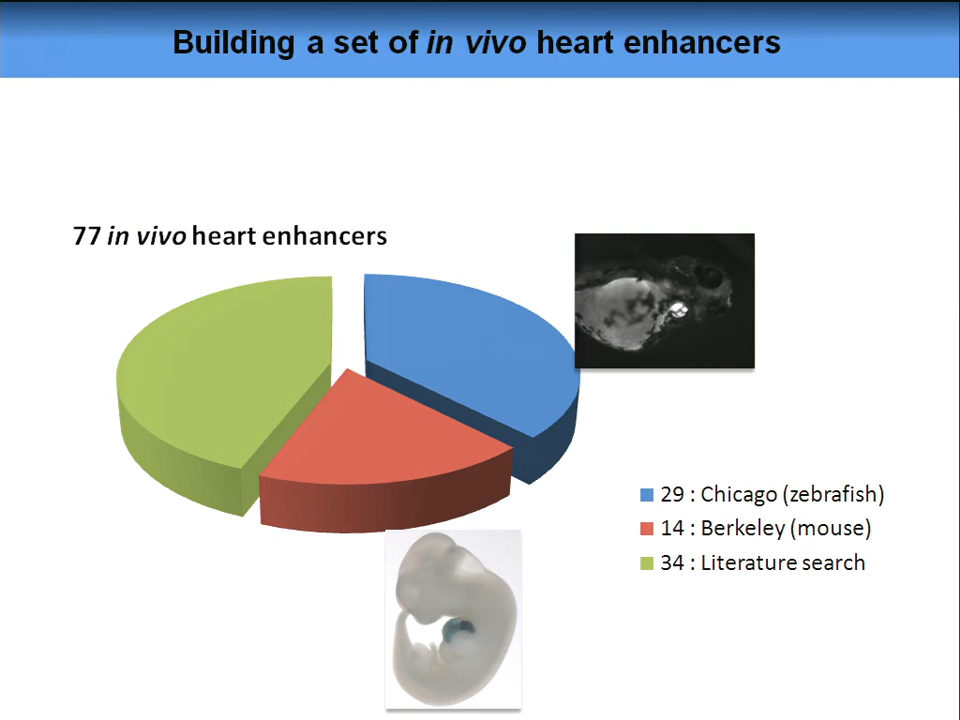 Building a set of in vivo heart enhancers
77 in vivo heart enhancers
29 : Chicago (zebrafish)
14 : Berkeley (mouse)
34 : Literature search